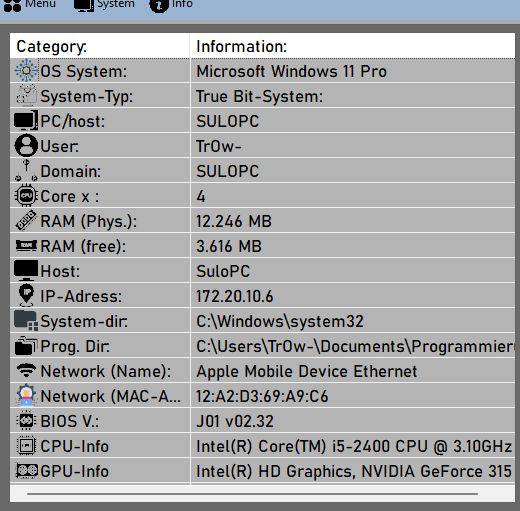 Menu System Info
Category: Information:
OS System: Microsoft Windows 11 Pro
System-Typ: True Bit-System:
PC/host: SULOPC
User: TrOw-
Domain: SULOPC
Core x : 4
RAM (Phys.): 12.246 MB
RAM (free): 3.616 MB
Host: SuloPC
IP-Adress: 172.20.10.6
System-dir: C:\Windows\system32
Prog. Dir: C:\Users\TrOw-\Documents\Programmieru
Network (Name): Apple Mobile Device Ethernet
Network (MAC-A... 12:A2:D3:69:A9:C6
BIOS V.: J01 v02.32
CPU-Info Intel(R) Core(TM) i5-2400 CPU @ 3.10GHz
GPU-Info Intel(R) HD Graphics, NVIDIA GeForce 315